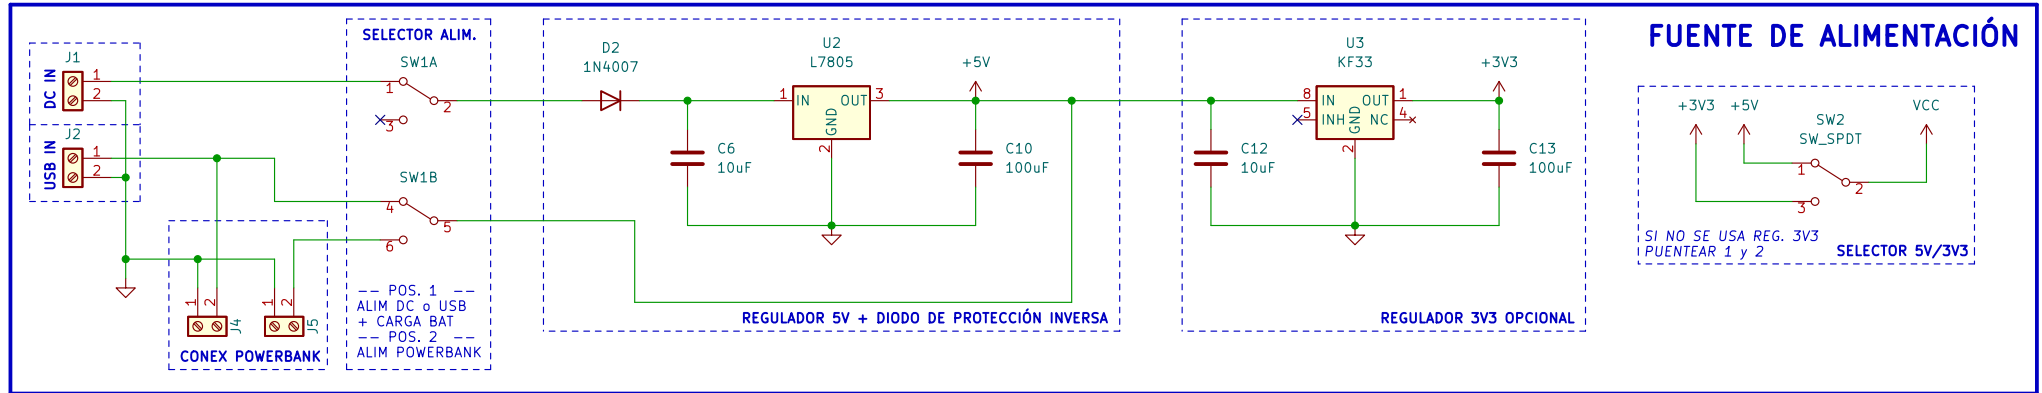 FUENTE DE ALIMENTACIÓN
J1
DC IN
1
2
J2
USB IN
1
2
SELECTOR ALIM.
SW1A
1
2
3
SW1B
4
5
6
-- POS. 1 --
ALIM DC o USB
+ CARGA BAT
-- POS. 2 --
ALIM POWERBANK
1
2
J4
1
2
J5
CONEX POWERBANK
D2
1N4007
C6
10uF
U2
L7805
1
IN
OUT
3
GND
2
+5V
C10
100uF
REGULADOR 5V + DIODO DE PROTECCIÓN INVERSA
C12
10uF
U3
KF33
8
IN
OUT
1
5
INH
NC
4
GND
2
+3V3
C13
100uF
REGULADOR 3V3 OPCIONAL
+3V3
+5V
VCC
SW2
SW_SPDT
1
2
3
SI NO SE USA REG. 3V3
PUENTEAR 1 y 2
SELECTOR 5V/3V3